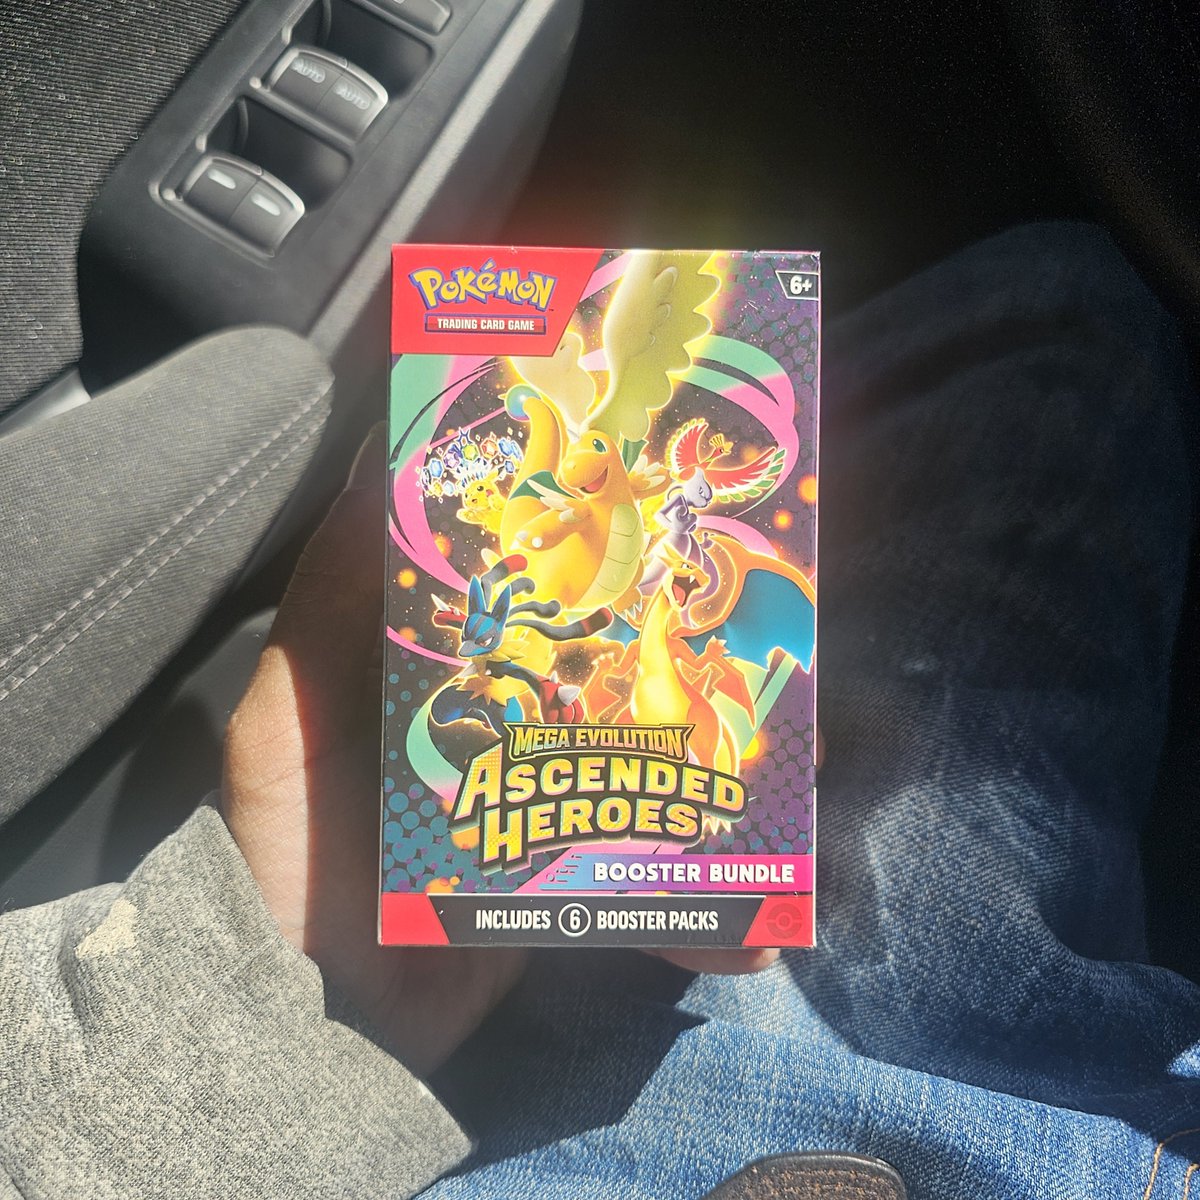 AUTO
AUTO
POKéMON
TRADING CARD GAME
6+
MEGA EVOLUTION
ASCENDED
HEROES
BOOSTER BUNDLE
INCLUDES 6 BOOSTER PACKS